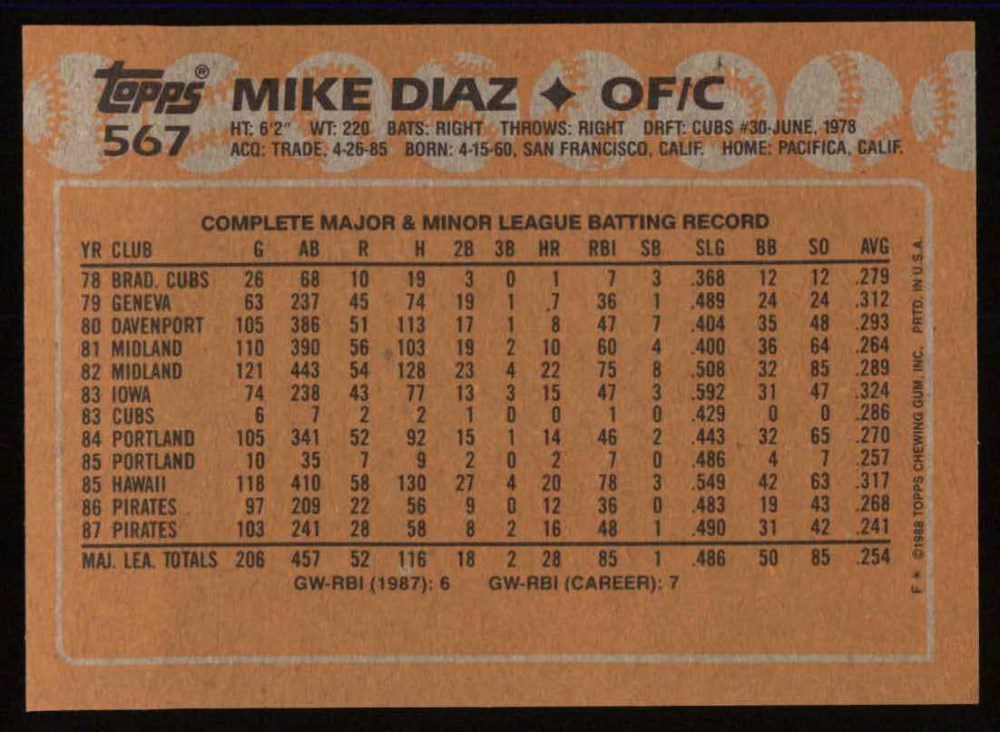 topps® MIKE DIAZ ✦ OF/C
567 HT: 6'2" WT: 220 BATS: RIGHT THROWS: RIGHT DRFT: CUBS #30-JUNE, 1978
ACQ: TRADE, 4-26-85 BORN: 4-15-60, SAN FRANCISCO, CALIF. HOME: PACIFICA, CALIF.
COMPLETE MAJOR & MINOR LEAGUE BATTING RECORD
YR CLUB G AB R H 2B 3B HR RBI SB SLG BB SO AVG
78 BRAD. CUBS 26 68 10 19 3 0 1 7 3 .368 12 12 .279
79 GENEVA 63 237 45 74 19 1 7 36 1 .489 24 24 .312
80 DAVENPORT 105 386 51 113 17 1 8 47 7 .404 35 48 .293
81 MIDLAND 110 390 56 103 19 2 10 60 4 .400 36 64 .264
82 MIDLAND 121 443 54 128 23 4 22 75 8 .508 32 85 .289
83 IOWA 74 238 43 77 13 3 15 47 3 .592 31 47 .324
83 CUBS 6 7 2 2 1 0 0 1 0 .429 0 0 .286
84 PORTLAND 105 341 52 92 15 1 14 46 2 .443 32 65 .270
85 PORTLAND 10 35 7 9 2 0 2 7 0 .486 4 7 .257
85 HAWAII 118 410 58 130 27 4 20 78 3 .549 42 63 .317
86 PIRATES 97 209 22 56 9 0 12 36 0 .483 19 43 .268
87 PIRATES 103 241 28 58 8 2 16 48 1 .490 31 42 .241
MAJ. LEA. TOTALS 206 457 52 116 18 2 28 85 1 .486 50 85 .254
GW-RBI (1987): 6 GW-RBI (CAREER): 7
F* ©1988 TOPPS CHEWING GUM, INC. PRTD. IN U.S.A.